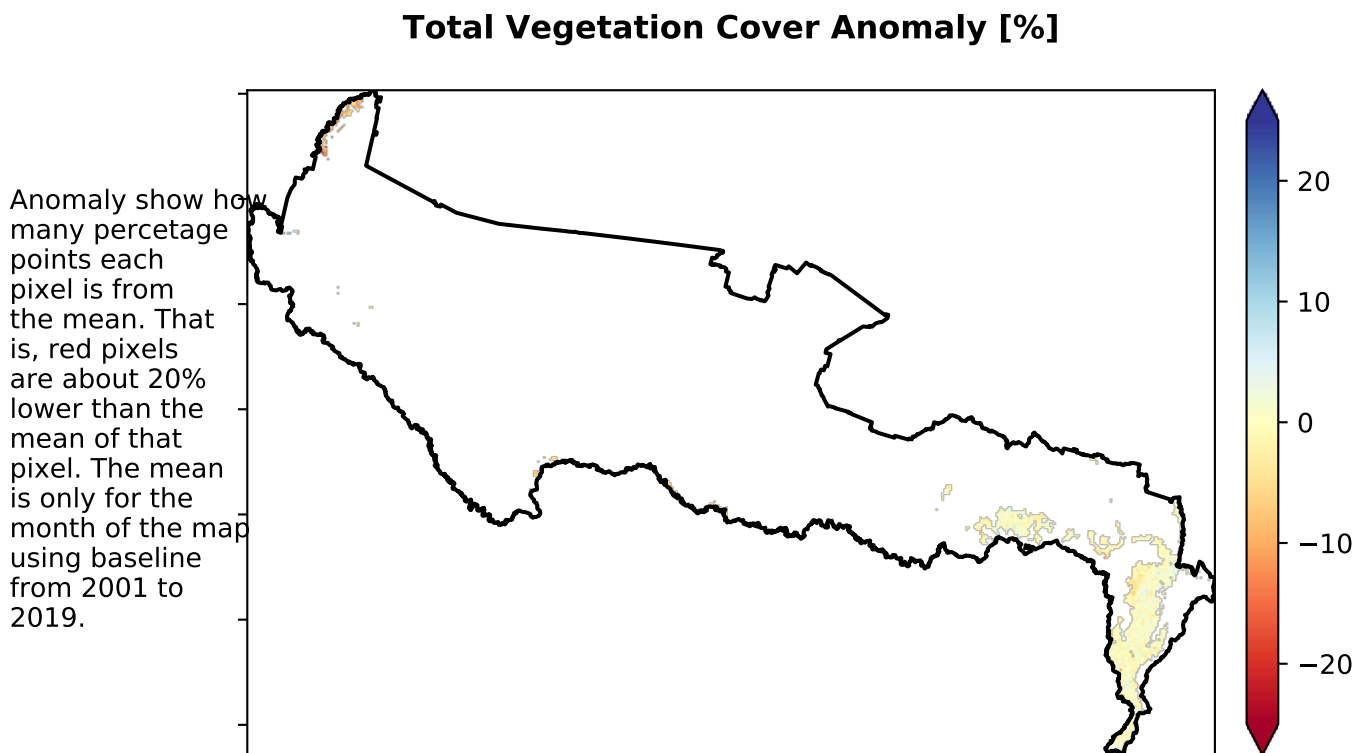 Total Vegetation Cover Anomaly [%]
Anomaly show how
many percetage
points each
pixel is from
the mean. That
is, red pixels
are about 20%
lower than the
mean of that
pixel. The mean
is only for the
month of the map
using baseline
from 2001 to
2019.
20
10
0
−10
−20